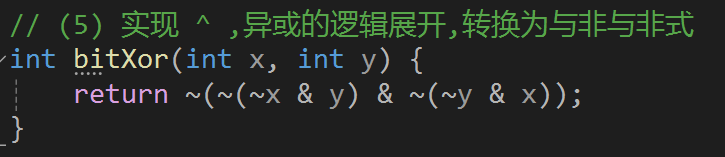 // (5) 实现 ^ ,异或的逻辑展开,转换为与非与非式
int bitXor(int x, int y) {
    return ~(~(~x & y) & ~(~y & x));
}